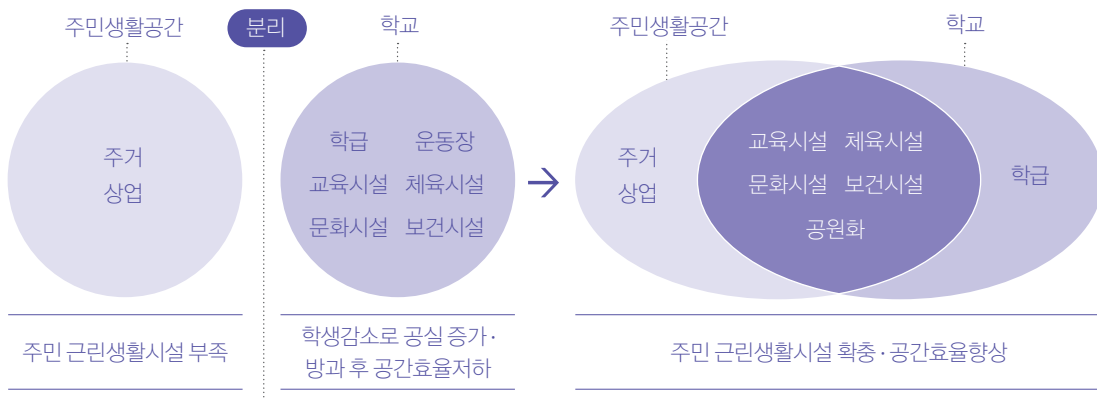 주민생활공간
분리
학교
주거
상업
학급 운동장
교육시설 체육시설
문화시설 보건시설
주민 근린생활시설 부족
학생감소로 공실 증가·
방과 후 공간효율저하
주민생활공간
학교
주거
상업
교육시설 체육시설
문화시설 보건시설
공원화
학급
주민 근린생활시설 확충·공간효율향상